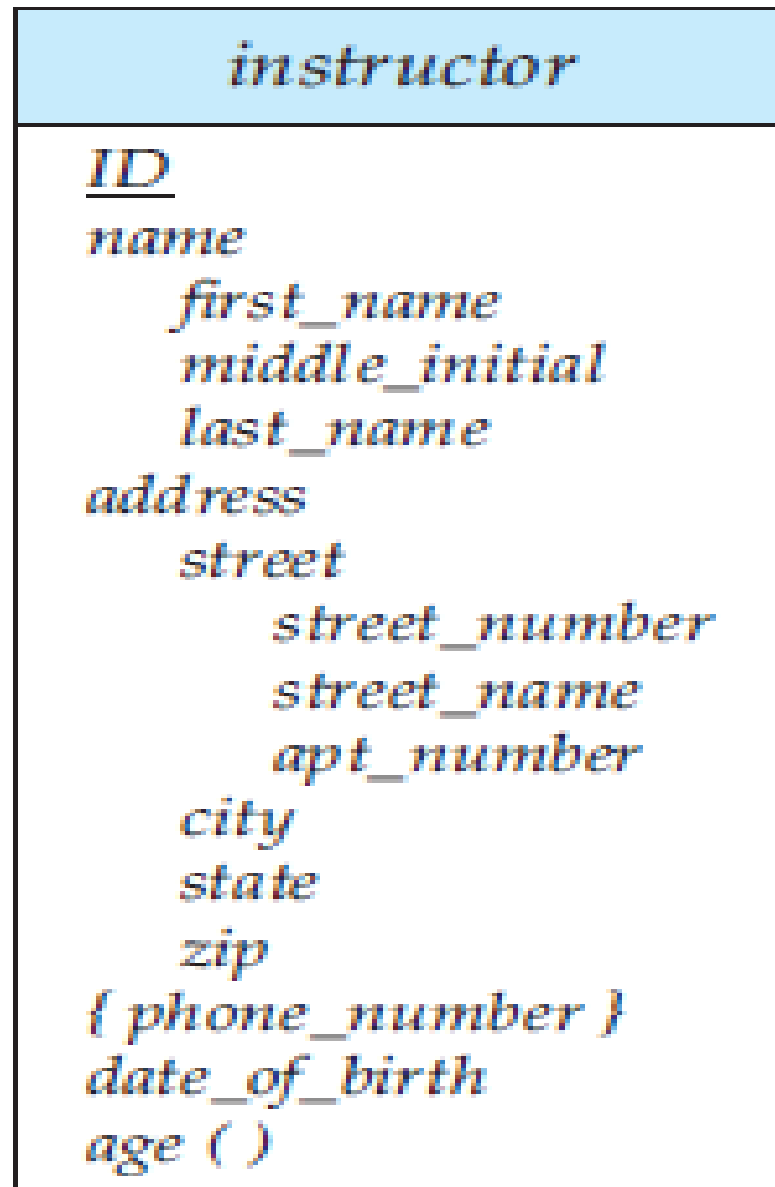 instructor
ID
name
first_name
middle_initial
last_name
address
street
street_number
street_name
apt_number
city
state
zip
{ phone_number }
date_of_birth
age ( )